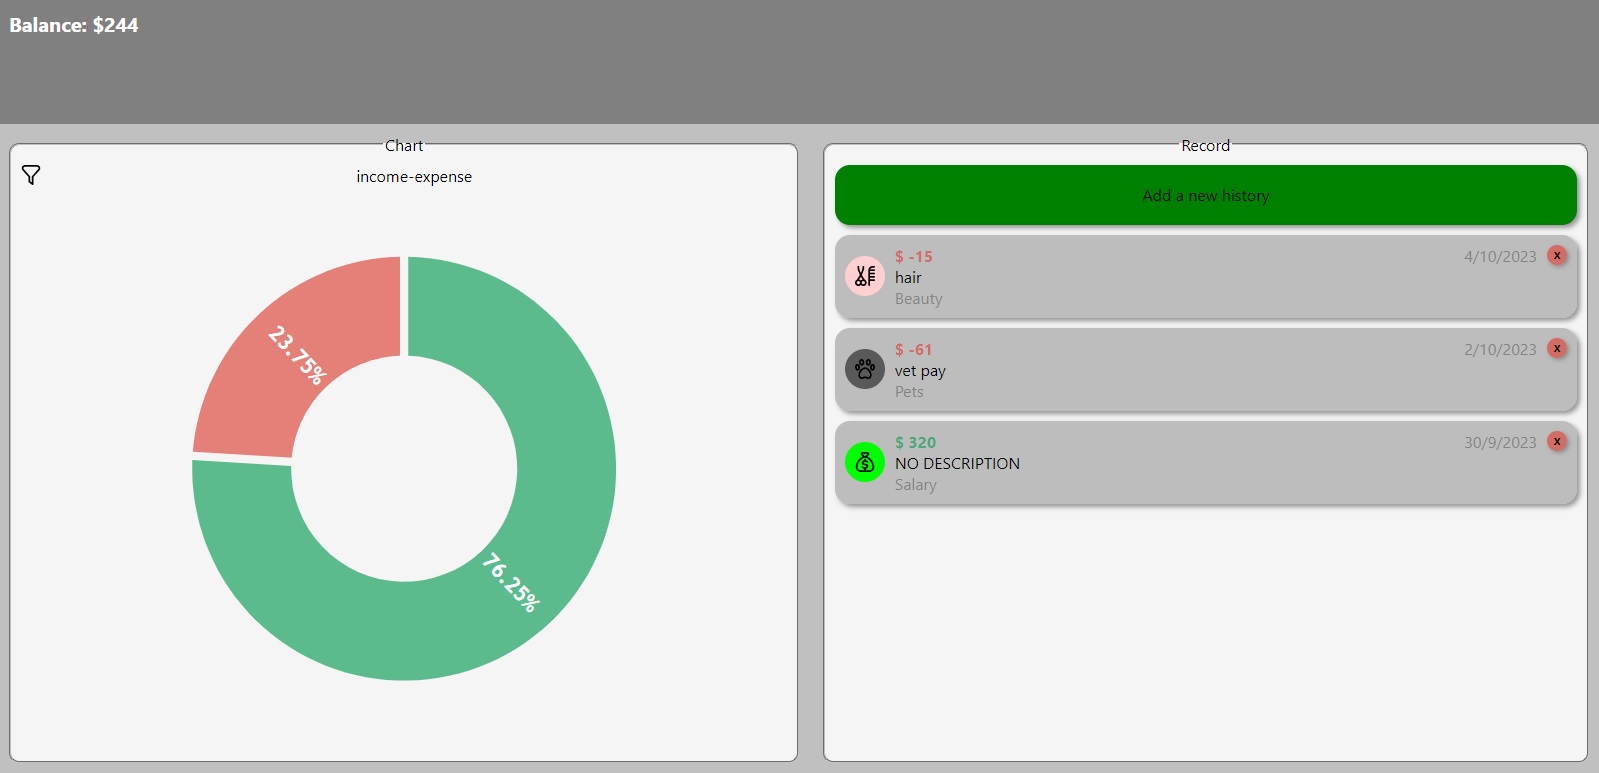 Balance: $244
Chart
income-expense
23.75%
76.25%
Record
Add a new history
$ -15
4/10/2023
x
hair
Beauty
$ -61
2/10/2023
x
vet pay
Pets
$ 320
30/9/2023
x
NO DESCRIPTION
Salary